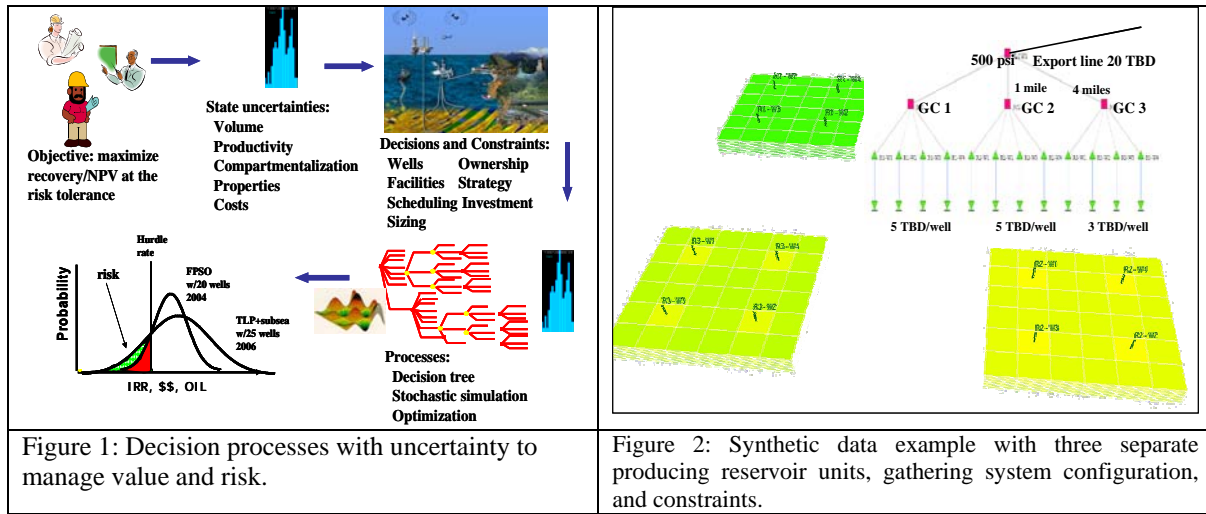 Objective: maximize
recovery/NPV at the
risk tolerance
State uncertainties:
Volume
Productivity
Compartmentalization
Properties
Costs
Decisions and Constraints:
Wells Ownership
Facilities Strategy
Scheduling Investment
Sizing
Processes:
Decision tree
Stochastic simulation
Optimization
Probability
risk
Hurdle
rate
FPSO
w/20 wells
2004
TLP+subsea
w/25 wells
2006
IRR, $$, OIL
Figure 1: Decision processes with uncertainty to
manage value and risk.
500 psi Export line 20 TBD
1 mile 4 miles
GC 1 GC 2 GC 3
5 TBD/well 5 TBD/well 3 TBD/well
R1-W3 R1-W2
R3-W1 R3-W4
R3-W2
R2-W1 R2-W4
R2-W3 R2-W2
Figure 2: Synthetic data example with three separate
producing reservoir units, gathering system configuration,
and constraints.